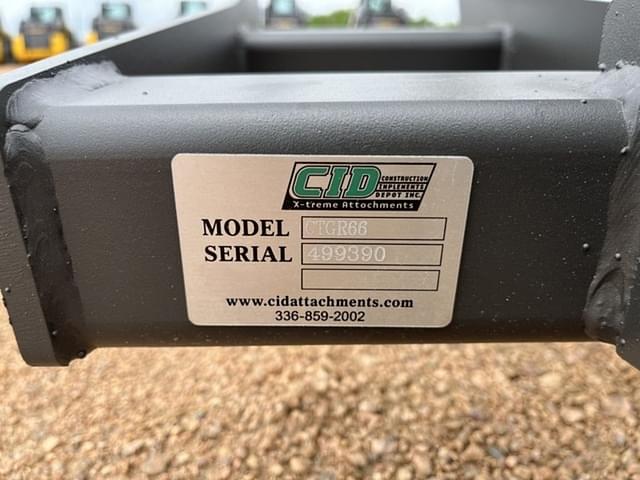 CID CONSTRUCTION
IMPLEMENTS
DEPOT INC.
X-treme Attachments
MODEL CTGR66
SERIAL 499390
www.cidattachments.com
336-859-2002